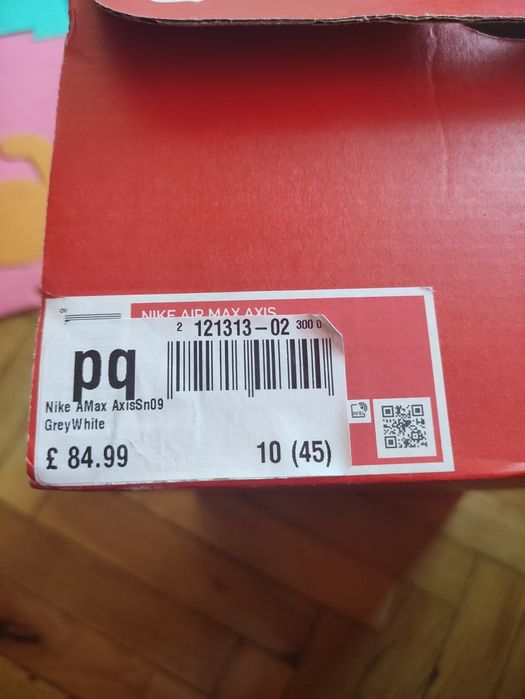 NIKE AIR MAX AXIS
2 121313-02 300 0
pq
Nike AMax AxisSn09
GreyWhite
£ 84.99 10 (45)